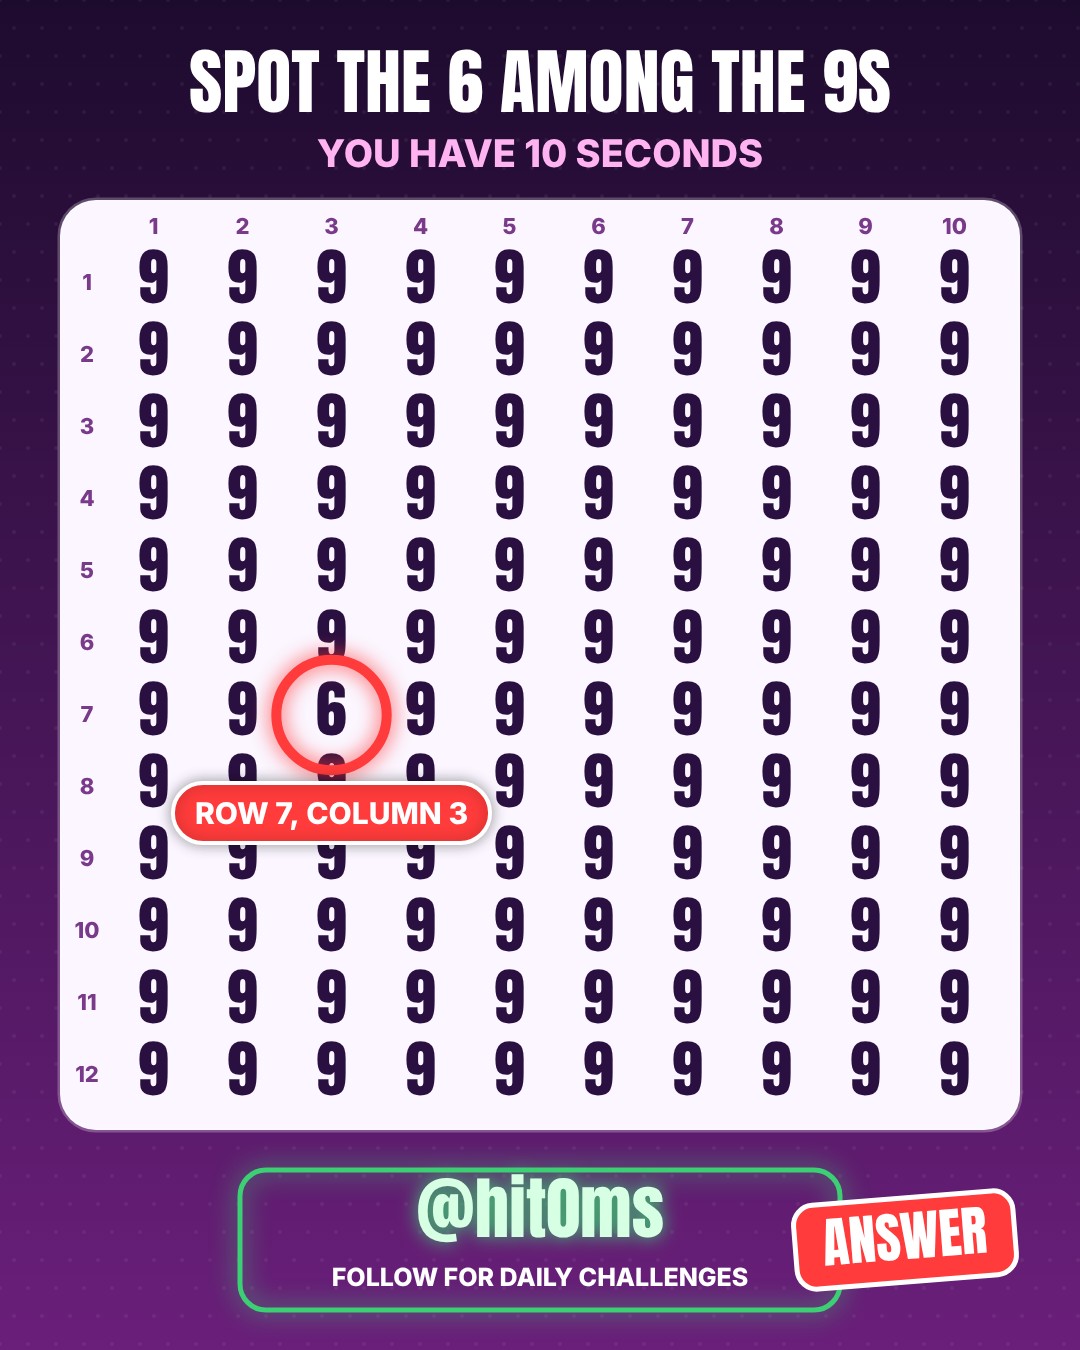 SPOT THE 6 AMONG THE 9S
YOU HAVE 10 SECONDS
1 2 3 4 5 6 7 8 9 10
1 9 9 9 9 9 9 9 9 9 9
2 9 9 9 9 9 9 9 9 9 9
3 9 9 9 9 9 9 9 9 9 9
4 9 9 9 9 9 9 9 9 9 9
5 9 9 9 9 9 9 9 9 9 9
6 9 9 9 9 9 9 9 9 9 9
7 9 9 6 9 9 9 9 9 9 9
8 9 9 9 9 9 9 9 9 9 9
ROW 7, COLUMN 3
9 9 9 9 9 9 9 9 9 9 9
10 9 9 9 9 9 9 9 9 9 9
11 9 9 9 9 9 9 9 9 9 9
12 9 9 9 9 9 9 9 9 9 9
@hit0ms
ANSWER
FOLLOW FOR DAILY CHALLENGES